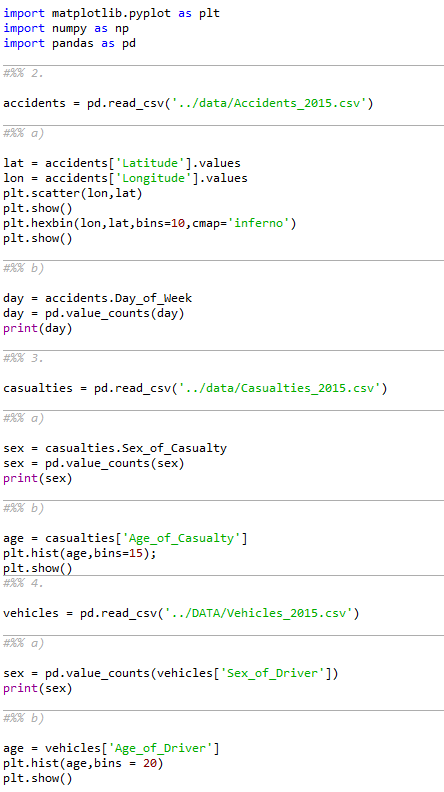 import matplotlib.pyplot as plt
import numpy as np
import pandas as pd
#%% 2.
accidents = pd.read_csv('../data/Accidents_2015.csv')
#%% a)
lat = accidents['Latitude'].values
lon = accidents['Longitude'].values
plt.scatter(lon,lat)
plt.show()
plt.hexbin(lon,lat,bins=10,cmap='inferno')
plt.show()
#%% b)
day = accidents.Day_of_Week
day = pd.value_counts(day)
print(day)
#%% 3.
casualties = pd.read_csv('../data/Casualties_2015.csv')
#%% a)
sex = casualties.Sex_of_Casualty
sex = pd.value_counts(sex)
print(sex)
#%% b)
age = casualties['Age_of_Casualty']
plt.hist(age,bins=15);
plt.show()
#%% 4.
vehicles = pd.read_csv('../DATA/Vehicles_2015.csv')
#%% a)
sex = pd.value_counts(vehicles['Sex_of_Driver'])
print(sex)
#%% b)
age = vehicles['Age_of_Driver']
plt.hist(age,bins = 20)
plt.show()